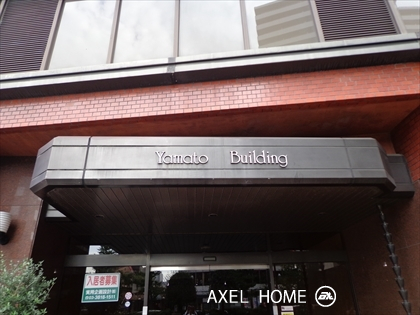 Yamato Building
入居者募集
AXEL HOME